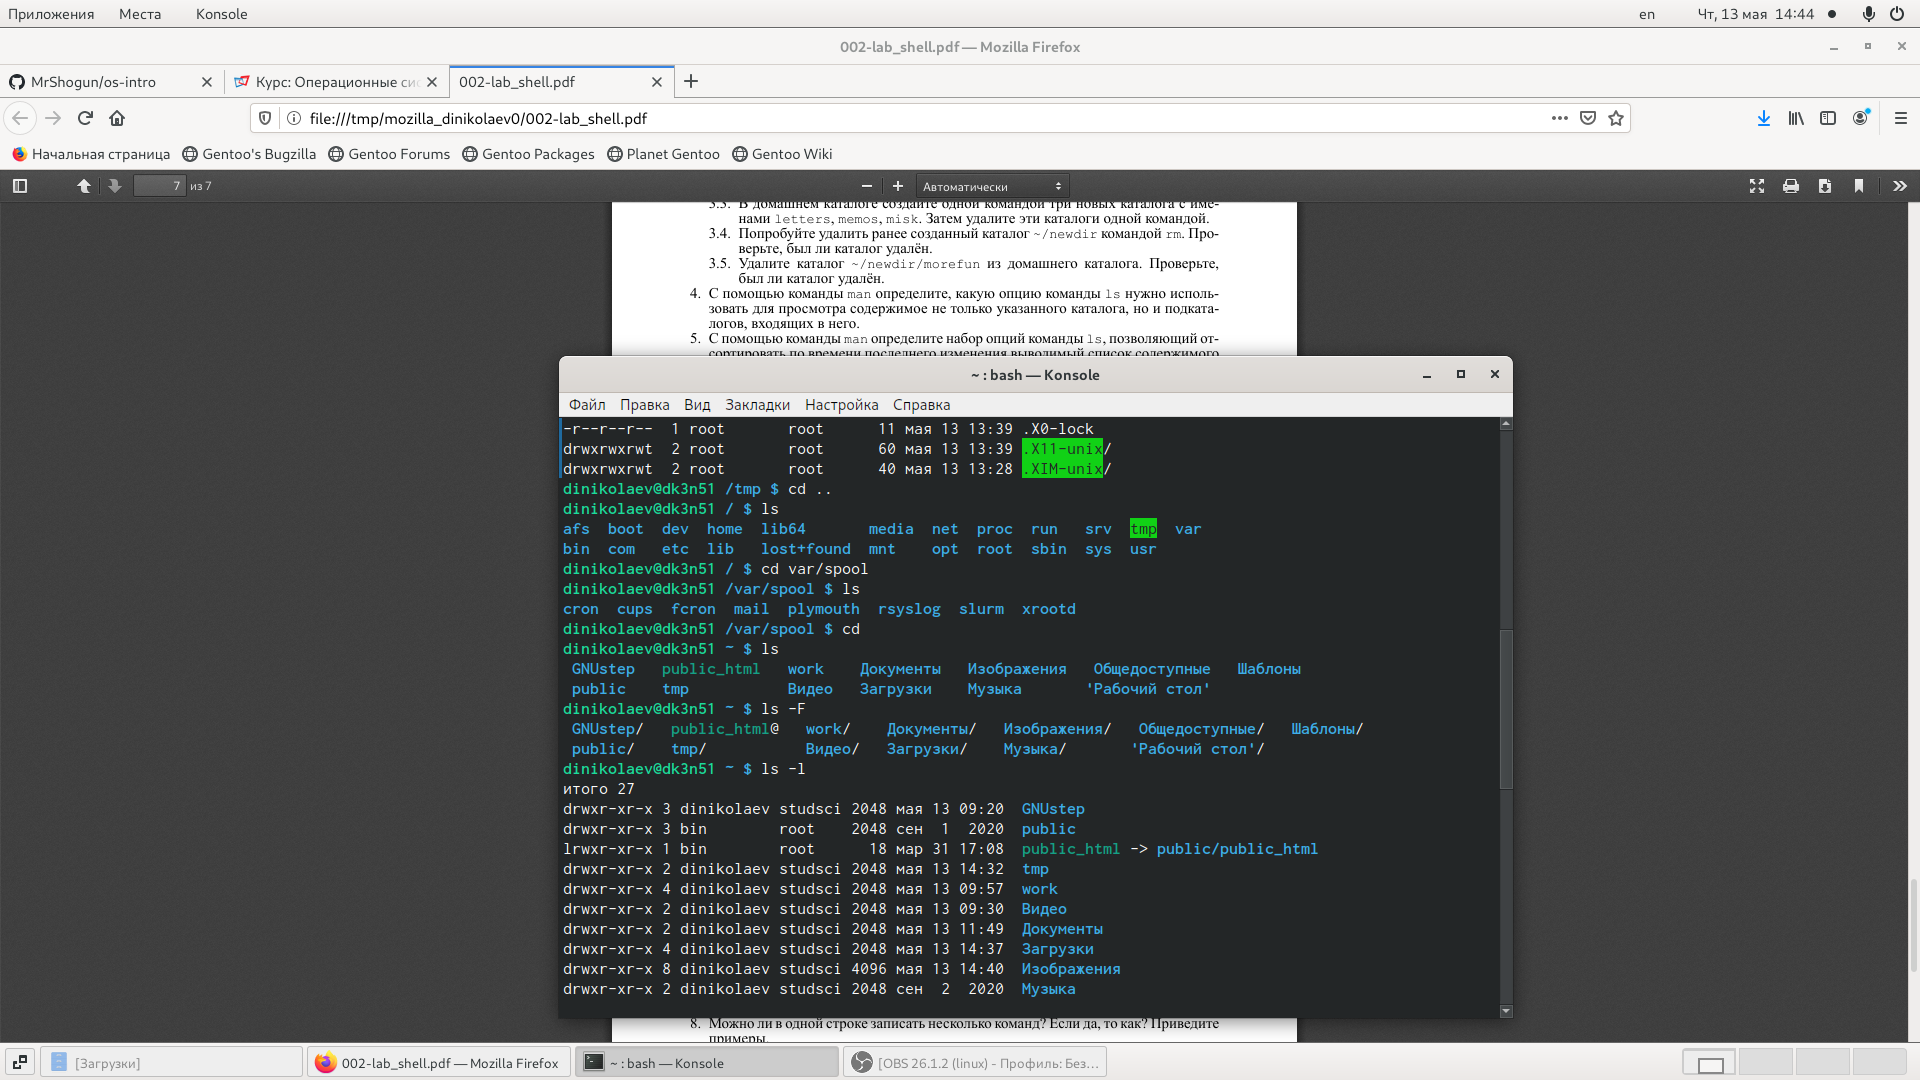 Приложения Места Konsole en Чт, 13 мая 14:44
002-lab_shell.pdf — Mozilla Firefox
MrShogun/os-intro Курс: Операционные си 002-lab_shell.pdf
file:///tmp/mozilla_dinikolaev0/002-lab_shell.pdf
Начальная страница Gentoo's Bugzilla Gentoo Forums Gentoo Packages Planet Gentoo Gentoo Wiki
7 из 7 Автоматически
3.3. В домашнем каталоге создайте одной командой три новых каталога с име-
нами letters, memos, misk. Затем удалите эти каталоги одной командой.
3.4. Попробуйте удалить ранее созданный каталог ~/newdir командой rm. Про-
верьте, был ли каталог удалён.
3.5. Удалите каталог ~/newdir/morefun из домашнего каталога. Проверьте,
был ли каталог удалён.
4. С помощью команды man определите, какую опцию команды ls нужно исполь-
зовать для просмотра содержимое не только указанного каталога, но и подката-
логов, входящих в него.
5. С помощью команды man определите набор опций команды ls, позволяющий от-
сортировать по времени последнего изменения выводимый список содержимого
~ : bash — Konsole
Файл Правка Вид Закладки Настройка Справка
-r--r--r-- 1 root root 11 мая 13 13:39 .X0-lock
drwxrwxrwt 2 root root 60 мая 13 13:39 .X11-unix/
drwxrwxrwt 2 root root 40 мая 13 13:28 .XIM-unix/
dinikolaev@dk3n51 /tmp $ cd ..
dinikolaev@dk3n51 / $ ls
afs boot dev home lib64 media net proc run srv tmp var
bin com etc lib lost+found mnt opt root sbin sys usr
dinikolaev@dk3n51 / $ cd var/spool
dinikolaev@dk3n51 /var/spool $ ls
cron cups fcron mail plymouth rsyslog slurm xrootd
dinikolaev@dk3n51 /var/spool $ cd
dinikolaev@dk3n51 ~ $ ls
GNUstep public_html work Документы Изображения Общедоступные Шаблоны
public tmp Видео Загрузки Музыка 'Рабочий стол'
dinikolaev@dk3n51 ~ $ ls -F
GNUstep/ public_html@ work/ Документы/ Изображения/ Общедоступные/ Шаблоны/
public/ tmp/ Видео/ Загрузки/ Музыка/ 'Рабочий стол'/
dinikolaev@dk3n51 ~ $ ls -l
итого 27
drwxr-xr-x 3 dinikolaev studsci 2048 мая 13 09:20 GNUstep
drwxr-xr-x 3 bin root 2048 сен 1 2020 public
lrwxr-xr-x 1 bin root 18 мар 31 17:08 public_html -> public/public_html
drwxr-xr-x 2 dinikolaev studsci 2048 мая 13 14:32 tmp
drwxr-xr-x 4 dinikolaev studsci 2048 мая 13 09:57 work
drwxr-xr-x 2 dinikolaev studsci 2048 мая 13 09:30 Видео
drwxr-xr-x 2 dinikolaev studsci 2048 мая 13 11:49 Документы
drwxr-xr-x 4 dinikolaev studsci 2048 мая 13 14:37 Загрузки
drwxr-xr-x 8 dinikolaev studsci 4096 мая 13 14:40 Изображения
drwxr-xr-x 2 dinikolaev studsci 2048 сен 2 2020 Музыка
8. Можно ли в одной строке записать несколько команд? Если да, то как? Приведите
примеры.
[Загрузки] 002-lab_shell.pdf — Mozilla Firefox ~ : bash — Konsole [OBS 26.1.2 (linux) - Профиль: Без…